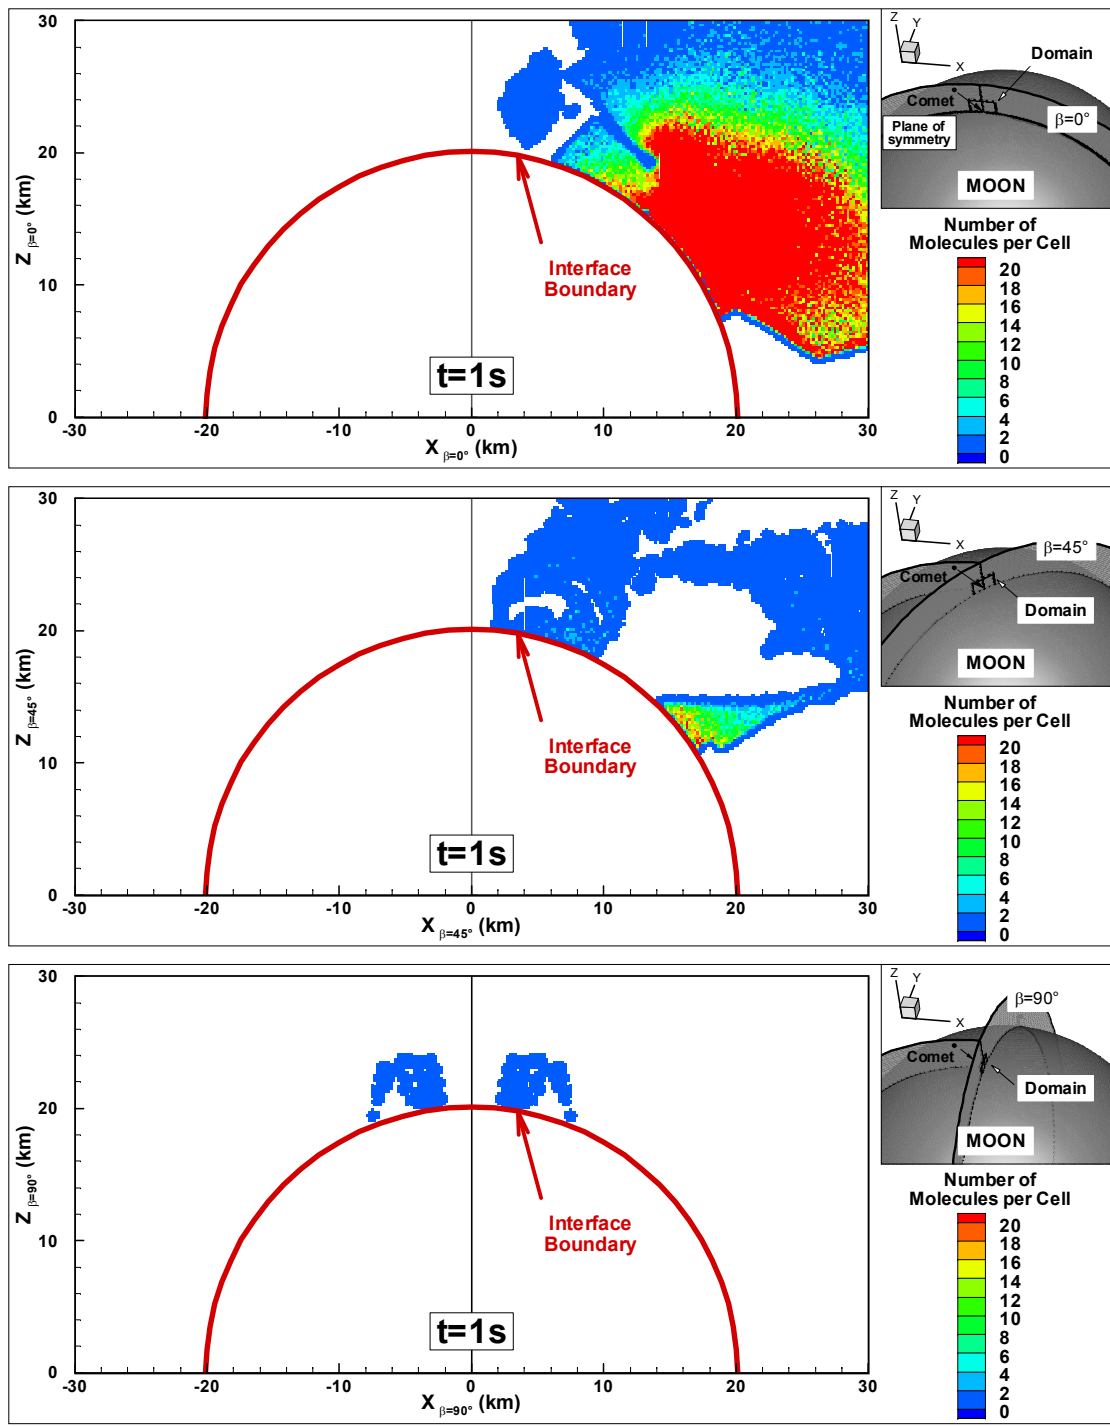 30
20
10
0
-30
-20
-10
0
10
20
30
Z β=0° (km)
X β=0° (km)
Interface
Boundary
t=1s
Z
Y
X
Domain
Comet
β=0°
Plane of
symmetry
MOON
Number of
Molecules per Cell
20
18
16
14
12
10
8
6
4
2
0
30
20
10
0
-30
-20
-10
0
10
20
30
Z β=45° (km)
X β=45° (km)
Interface
Boundary
t=1s
Z
Y
X
β=45°
Comet
Domain
MOON
Number of
Molecules per Cell
20
18
16
14
12
10
8
6
4
2
0
30
20
10
0
-30
-20
-10
0
10
20
30
Z β=90° (km)
X β=90° (km)
Interface
Boundary
t=1s
Z
Y
X
β=90°
Comet
Domain
MOON
Number of
Molecules per Cell
20
18
16
14
12
10
8
6
4
2
0